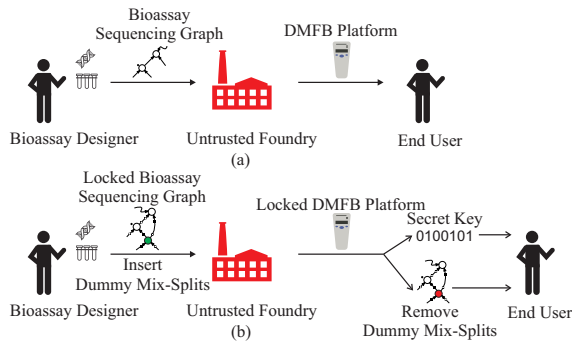 Bioassay
Sequencing Graph
DMFB Platform
Bioassay Designer
Untrusted Foundry
End User
(a)
Locked Bioassay
Sequencing Graph
Locked DMFB Platform
Secret Key
0100101
Insert
Dummy Mix-Splits
Remove
Dummy Mix-Splits
Bioassay Designer
Untrusted Foundry
End User
(b)